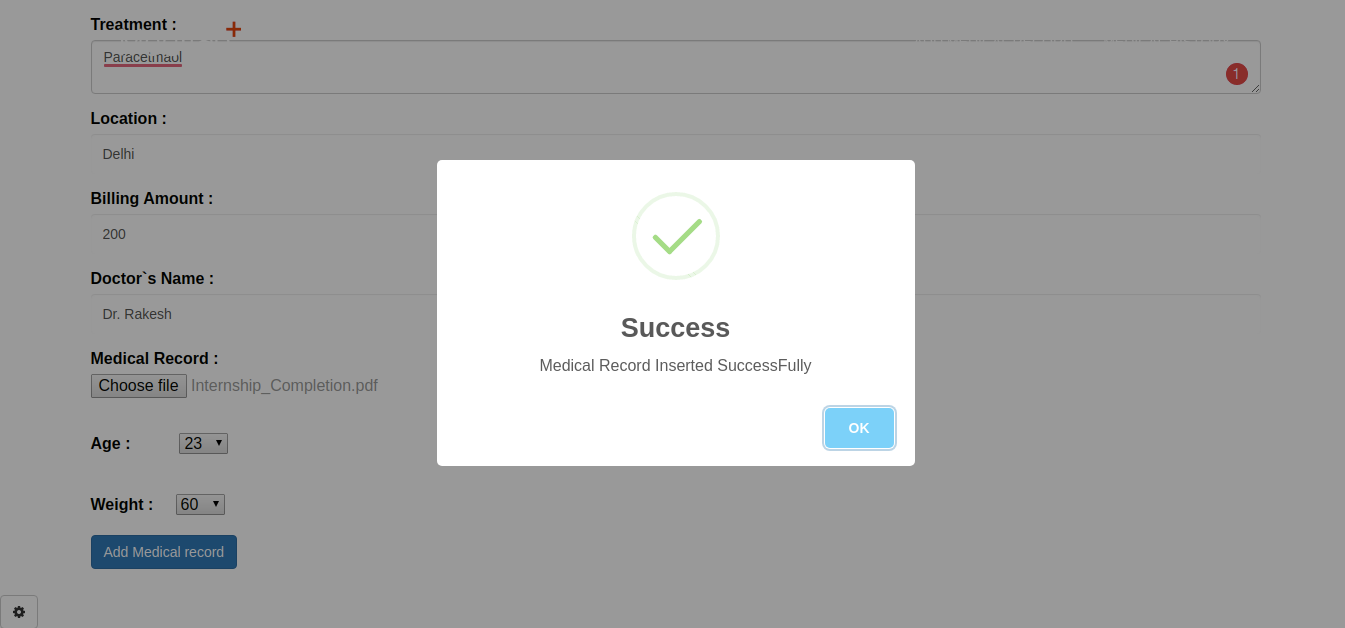 Treatment :
Paracetmaol
1
Location :
Delhi
Billing Amount :
200
Doctor`s Name :
Dr. Rakesh
Medical Record :
Choose file Internship_Completion.pdf
Age : 23
Weight : 60
Add Medical record
Success
Medical Record Inserted SuccessFully
OK